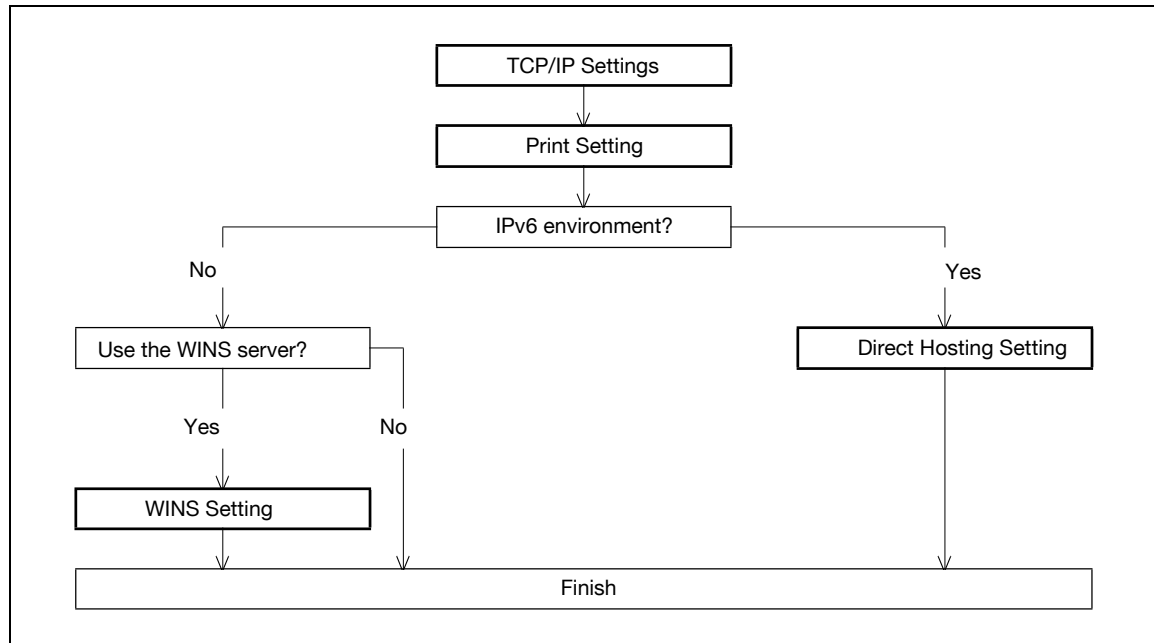 TCP/IP Settings
Print Setting
IPv6 environment?
No
Yes
Use the WINS server?
Direct Hosting Setting
Yes
No
WINS Setting
Finish